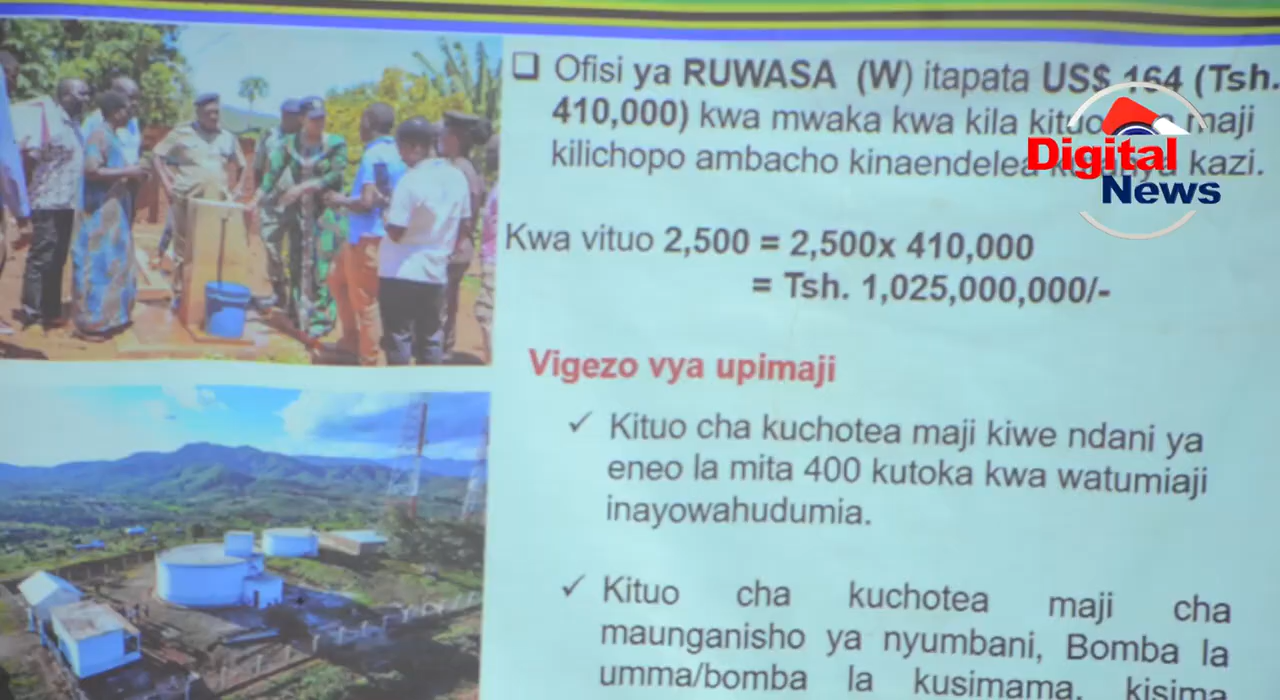 ❑ Ofisi ya RUWASA (W) itapata US$ 164 (Tsh.
410,000) kwa mwaka kwa kila maji
kilichopo ambacho kinaendelea kazi.
Digital
News
Kwa vituo 2,500 = 2,500x 410,000
= Tsh. 1,025,000,000/-
Vigezo vya upimaji
✓ Kituo cha kuchotea maji kiwe ndani ya
eneo la mita 400 kutoka kwa watumiaji
inayowahudumia.
✓ Kituo cha kuchotea maji cha
maunganisho ya nyumbani, Bomba la
umma/bomba la kusimama, kisima